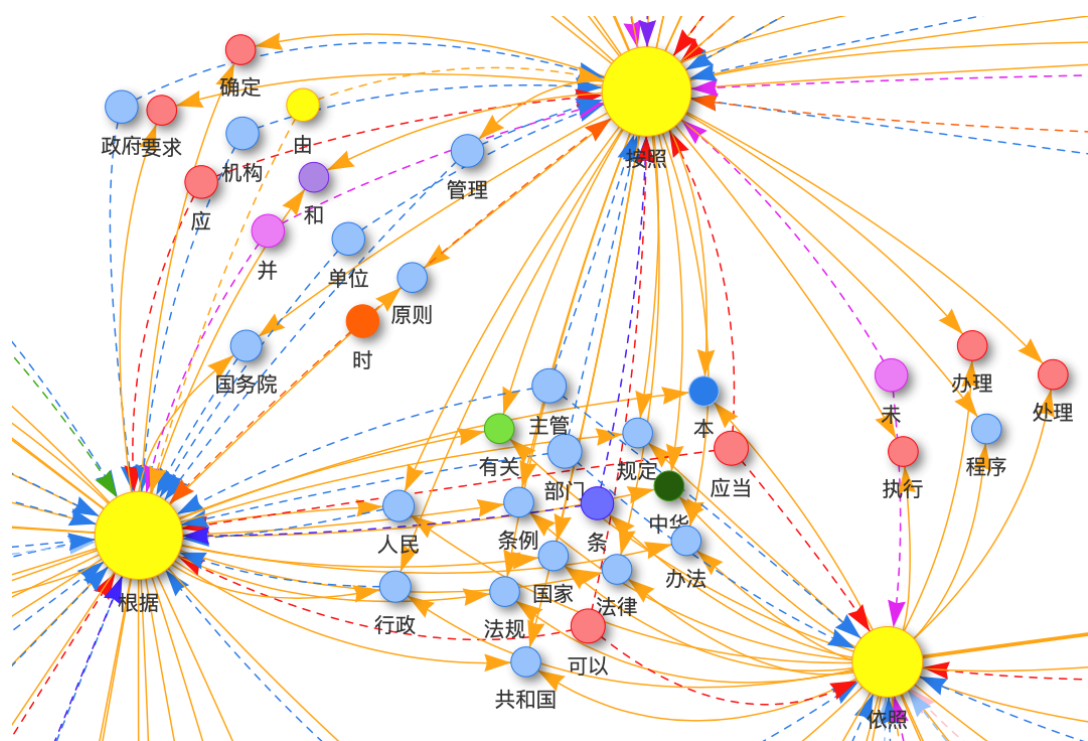 确定
政府
要求
由
机构
按照
管理
应
和
并
单位
原则
时
国务院
主管
本
未
办理
处理
有关
规定
部门
应当
执行
程序
人民
条例
条
中华
国家
办法
根据
行政
法规
法律
可以
共和国
依照